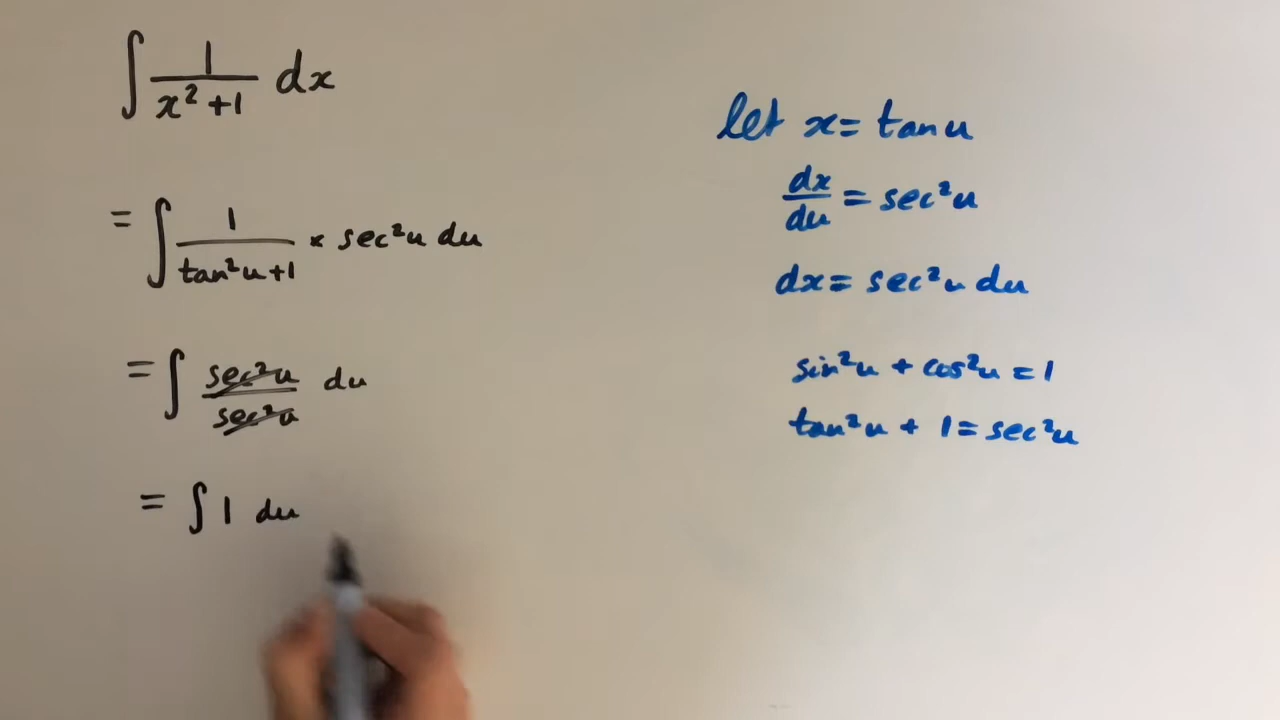 ∫ 1/(x²+1) dx
= ∫ 1/(tan²u+1) × sec²u du
= ∫ sec²u/sec²u du
= ∫ 1 du
let x = tan u
dx/du = sec²u
dx = sec²u du
sin²u + cos²u = 1
tan²u + 1 = sec²u